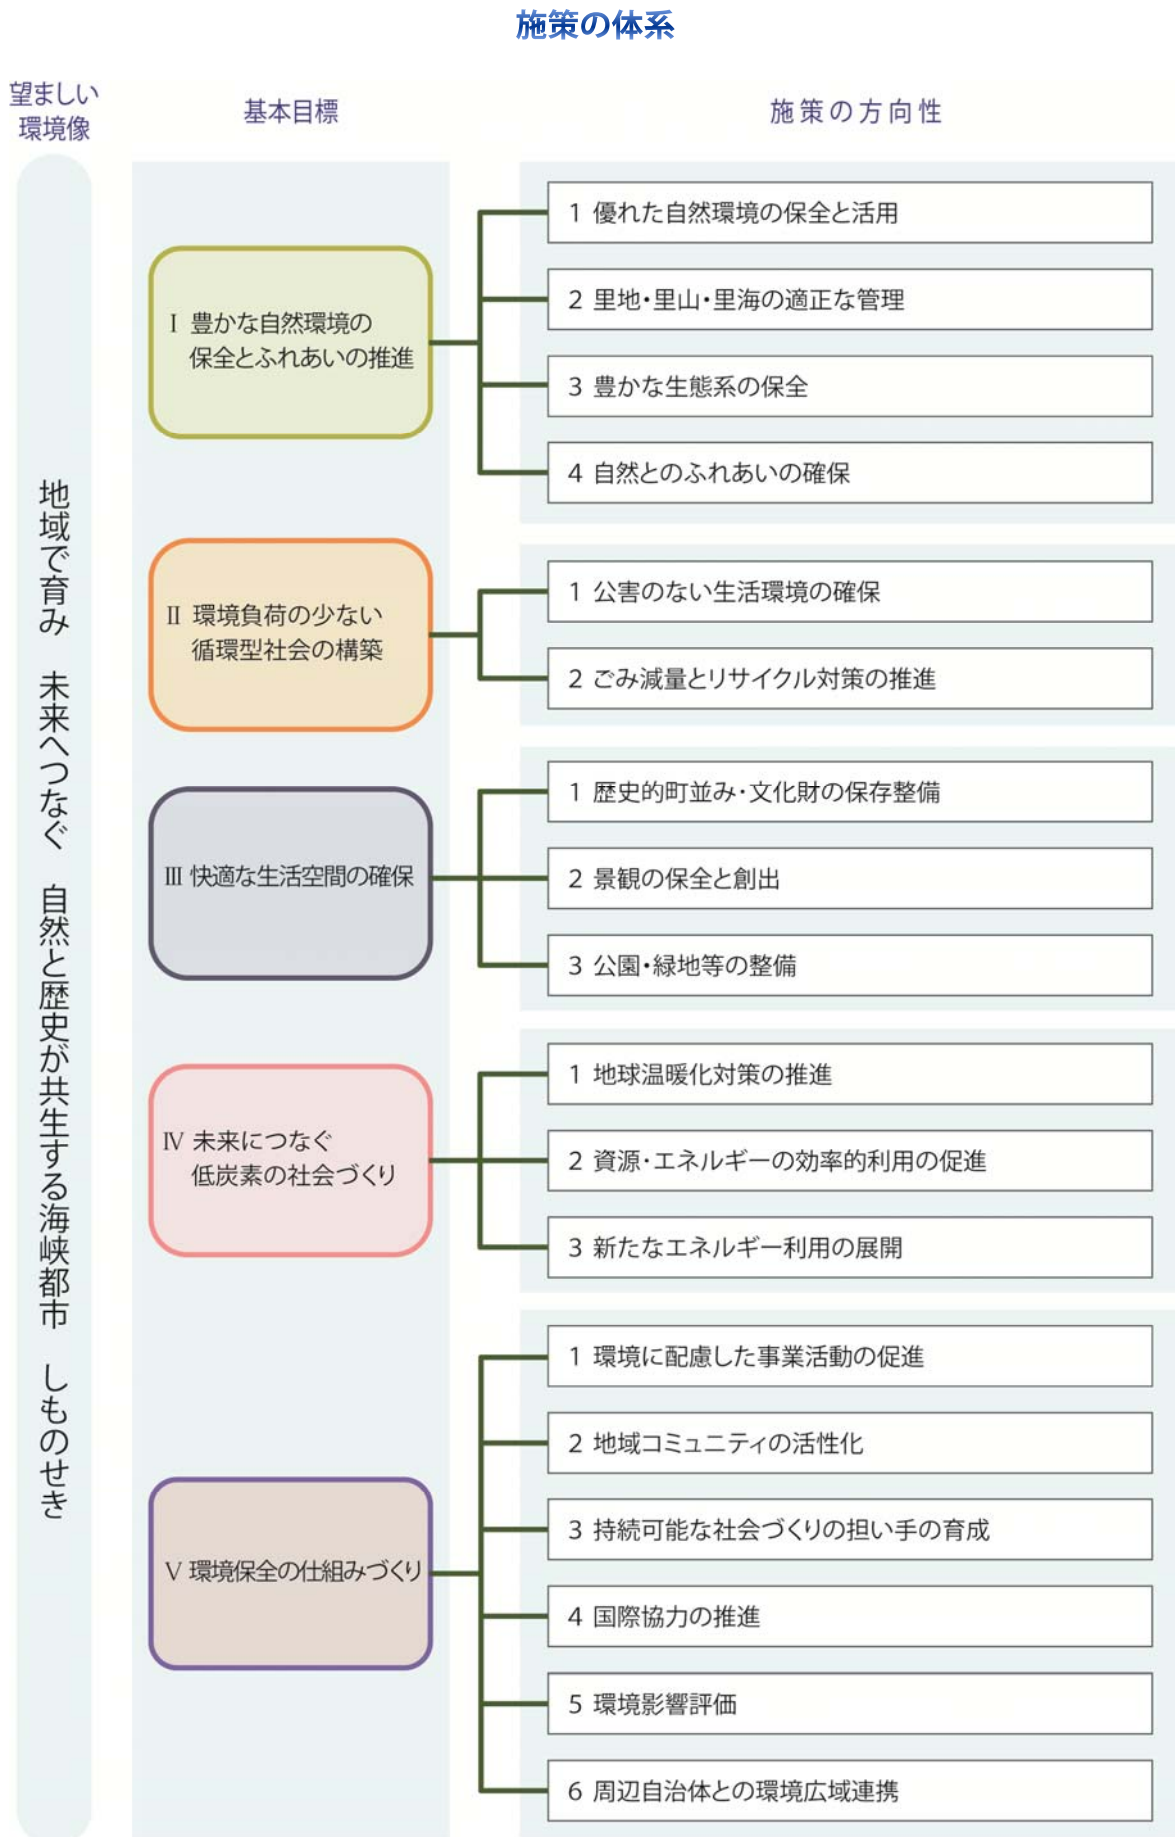 施策の体系
望ましい
環境像
基本目標
施策の方向性
地域で育み　未来へつなぐ　自然と歴史が共生する海峡都市　しものせき
Ⅰ 豊かな自然環境の
保全とふれあいの推進
1 優れた自然環境の保全と活用
2 里地・里山・里海の適正な管理
3 豊かな生態系の保全
4 自然とのふれあいの確保
Ⅱ 環境負荷の少ない
循環型社会の構築
1 公害のない生活環境の確保
2 ごみ減量とリサイクル対策の推進
Ⅲ 快適な生活空間の確保
1 歴史的町並み・文化財の保存整備
2 景観の保全と創出
3 公園・緑地等の整備
Ⅳ 未来につなぐ
低炭素の社会づくり
1 地球温暖化対策の推進
2 資源・エネルギーの効率的利用の促進
3 新たなエネルギー利用の展開
Ⅴ 環境保全の仕組みづくり
1 環境に配慮した事業活動の促進
2 地域コミュニティの活性化
3 持続可能な社会づくりの担い手の育成
4 国際協力の推進
5 環境影響評価
6 周辺自治体との環境広域連携